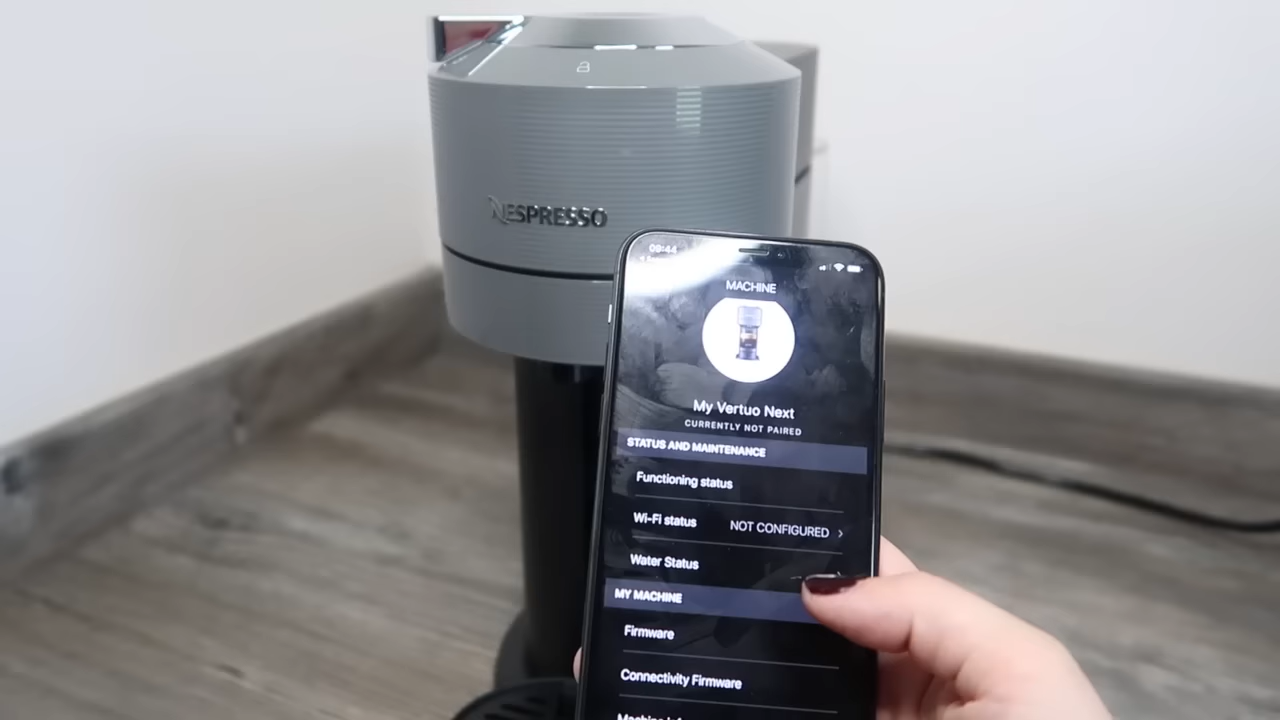 NESPRESSO
09:44
MACHINE
My Vertuo Next
CURRENTLY NOT PAIRED
STATUS AND MAINTENANCE
Functioning status
Wi-Fi status NOT CONFIGURED
Water Status
MY MACHINE
Firmware
Connectivity Firmware